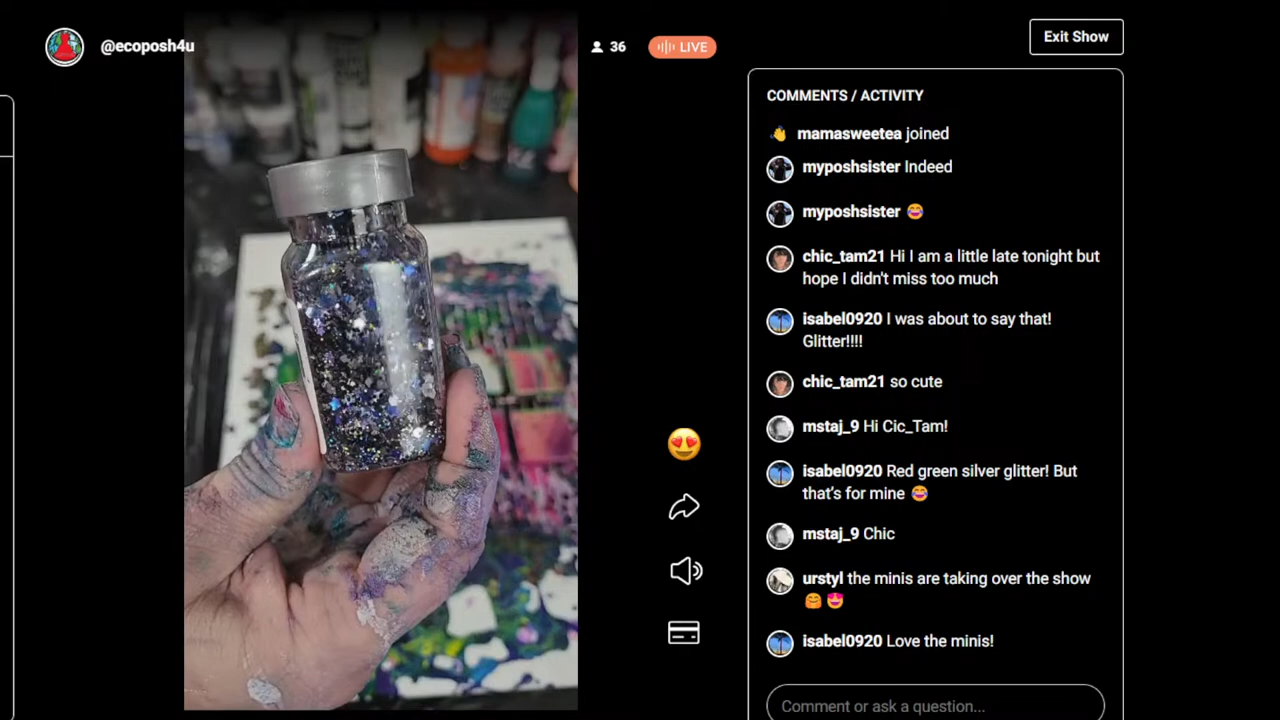 @ecoposh4u
36
LIVE
Exit Show
COMMENTS / ACTIVITY
👋 mamasweetea joined
myposhsister Indeed
myposhsister 😂
chic_tam21 Hi I am a little late tonight but
hope I didn't miss too much
isabel0920 I was about to say that!
Glitter!!!!
chic_tam21 so cute
mstaj_9 Hi Cic_Tam!
isabel0920 Red green silver glitter! But
that's for mine 😂
mstaj_9 Chic
urstyl the minis are taking over the show
🤗 😍
isabel0920 Love the minis!
Comment or ask a question...